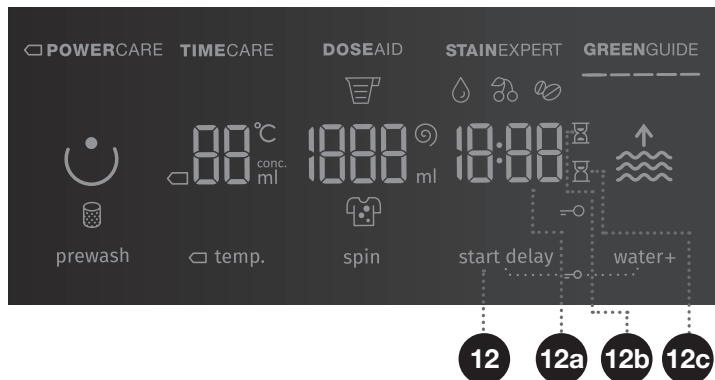 POWERCARE TIMECARE DOSEAID STAINEXPERT GREENGUIDE
88 °C 1888 18:88
conc.
ml ml
prewash temp. spin start delay water+
12 12a 12b 12c